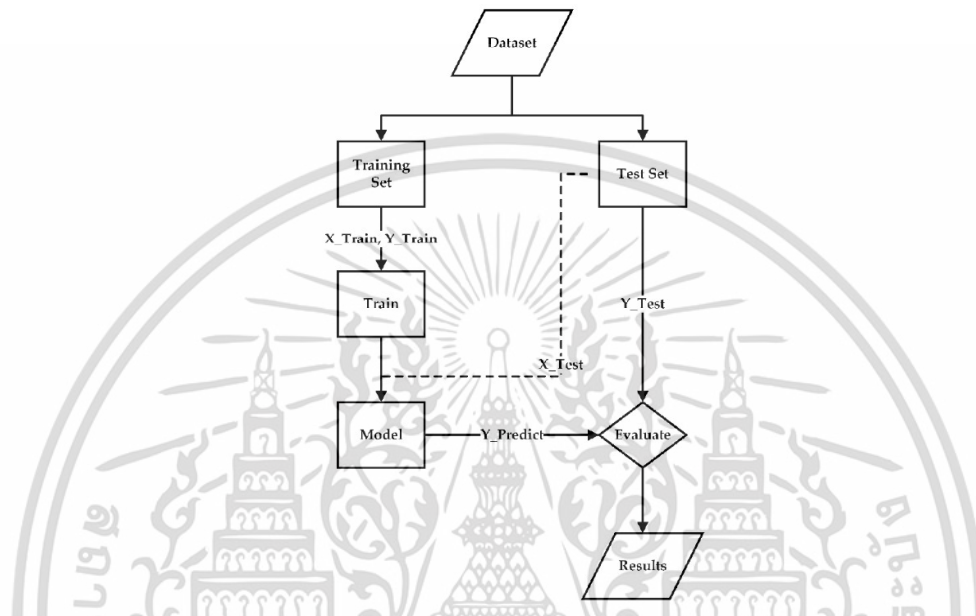 Dataset
Training
Set
Test Set
X_Train, Y_Train
Train
Y_Test
X_Test
Model
Y_Predict
Evaluate
Results